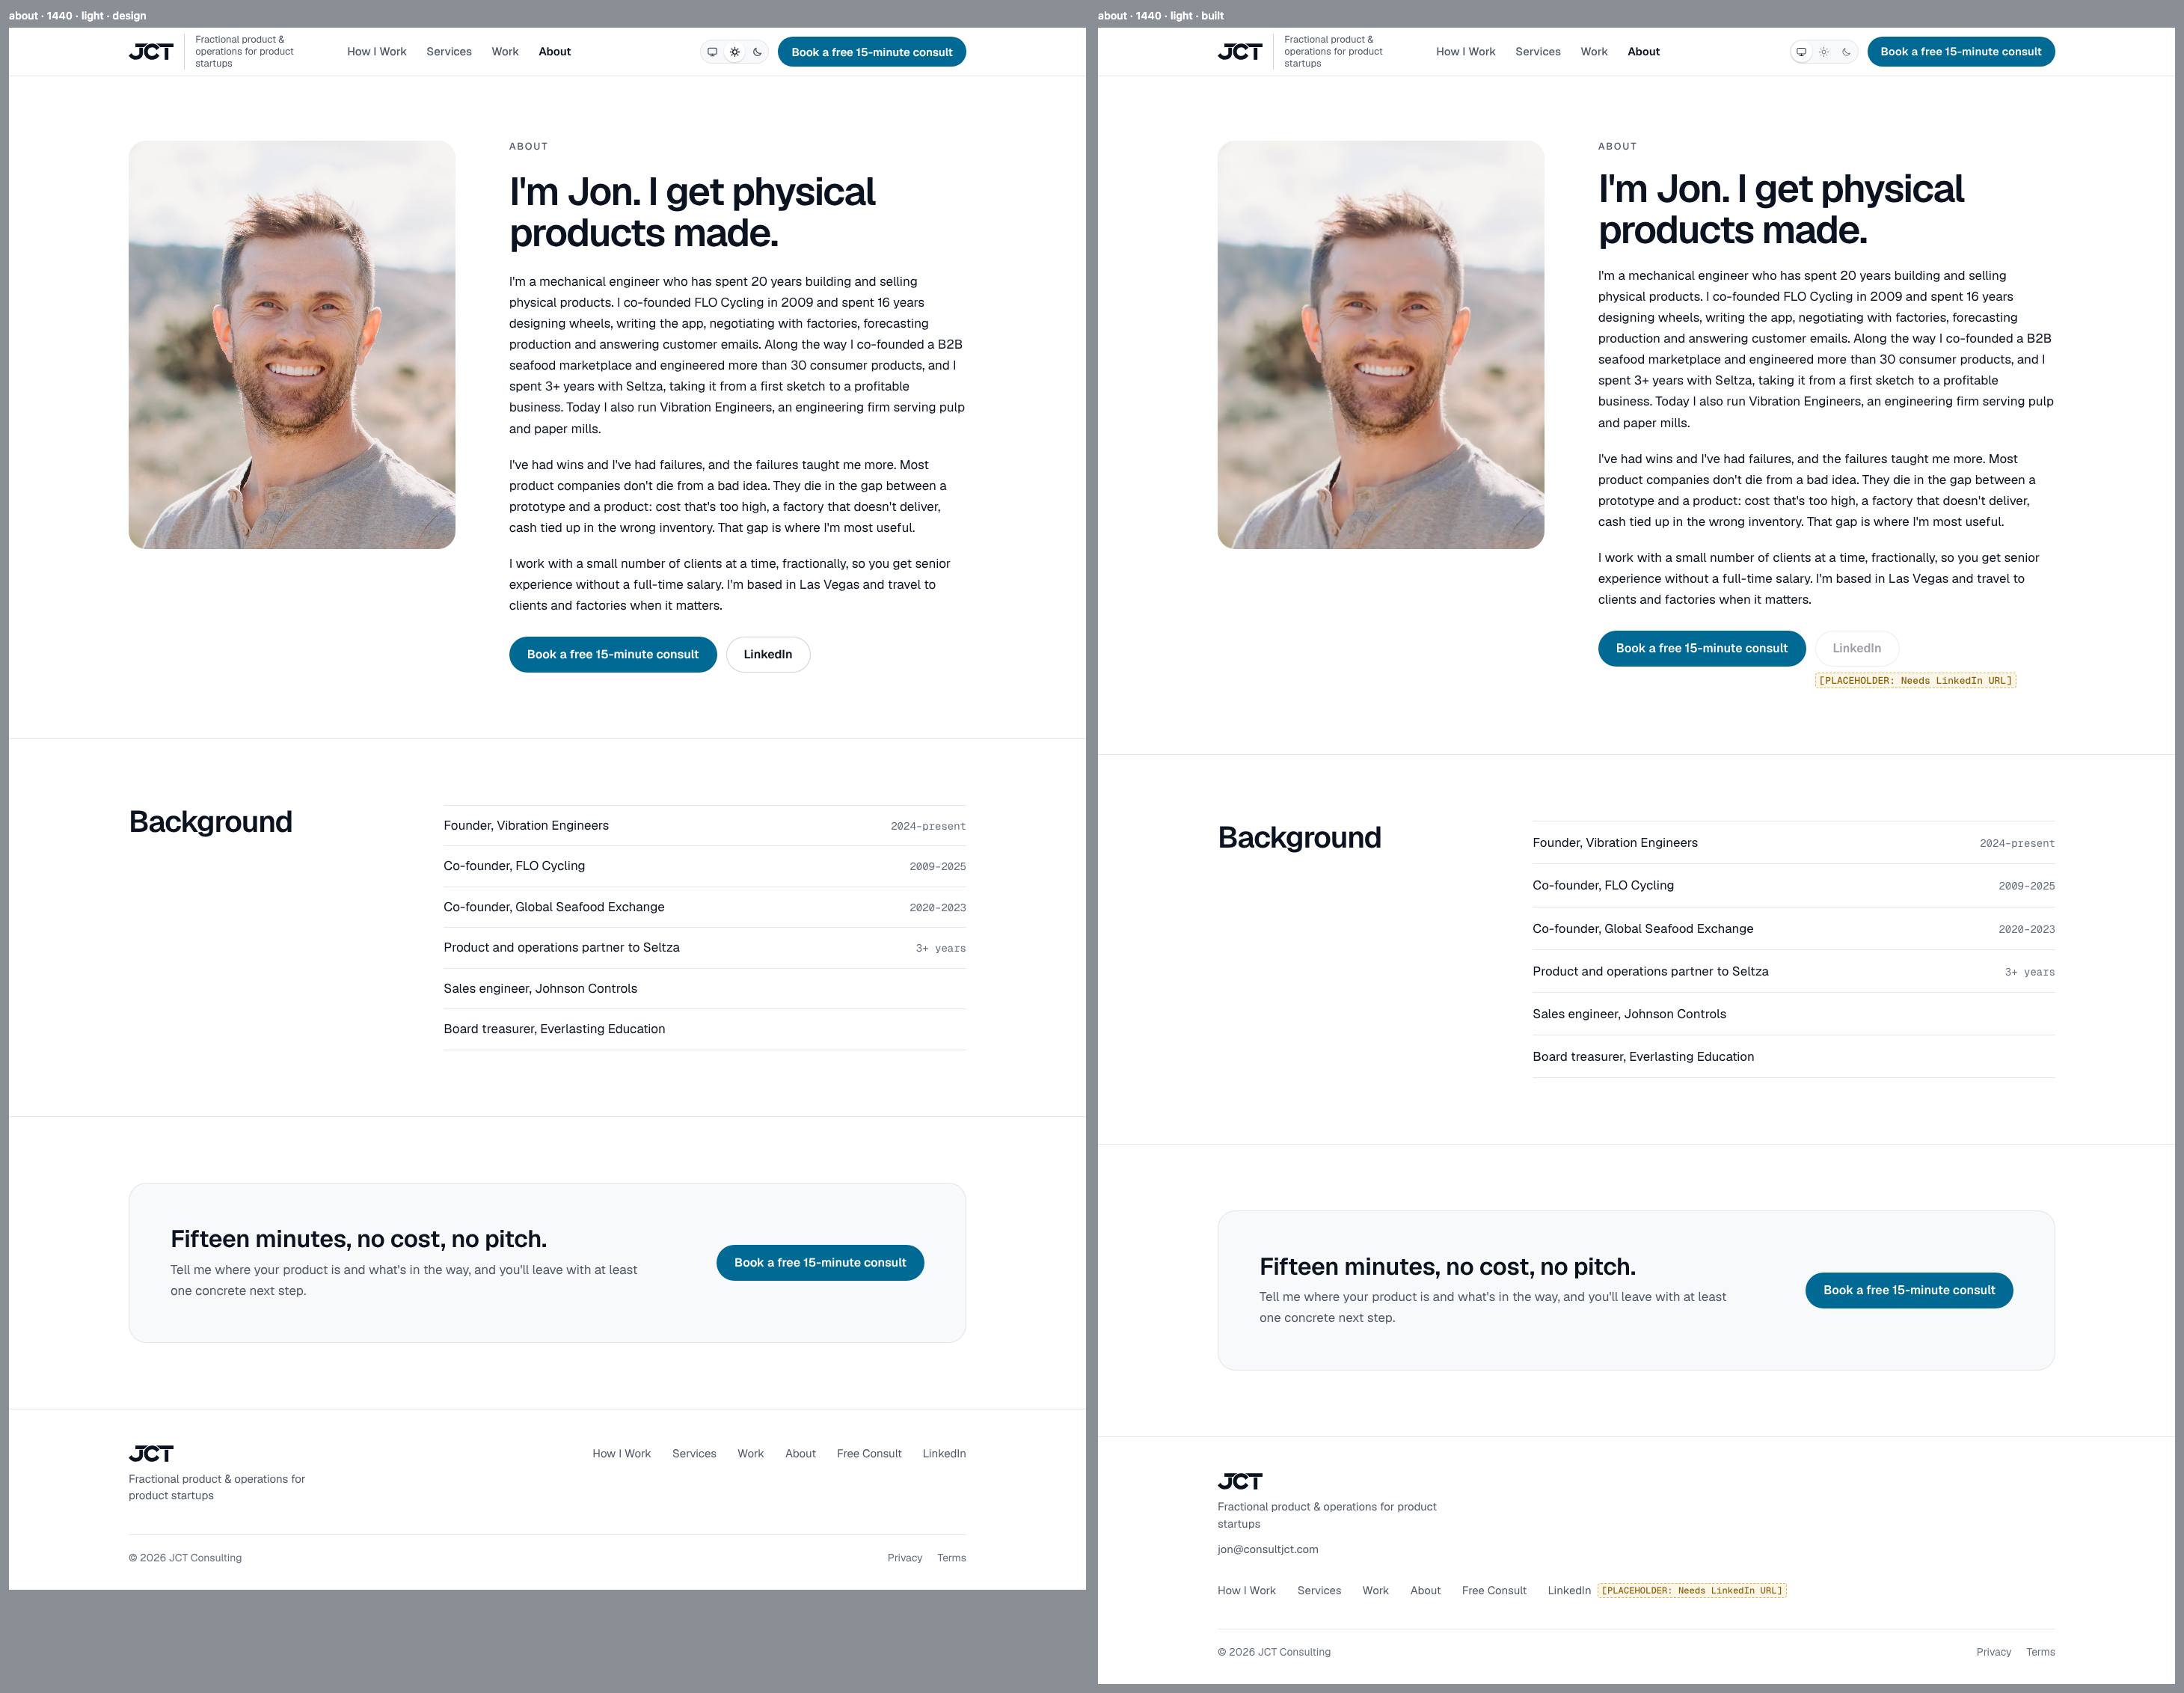 about · 1440 · light · design
JCT
Fractional product &
operations for product
startups
How I Work
Services
Work
About
Book a free 15-minute consult
ABOUT
I'm Jon. I get physical
products made.
I'm a mechanical engineer who has spent 20 years building and selling
physical products. I co-founded FLO Cycling in 2009 and spent 16 years
designing wheels, writing the app, negotiating with factories, forecasting
production and answering customer emails. Along the way I co-founded a B2B
seafood marketplace and engineered more than 30 consumer products, and I
spent 3+ years with Seltza, taking it from a first sketch to a profitable
business. Today I also run Vibration Engineers, an engineering firm serving pulp
and paper mills.
I've had wins and I've had failures, and the failures taught me more. Most
product companies don't die from a bad idea. They die in the gap between a
prototype and a product: cost that's too high, a factory that doesn't deliver,
cash tied up in the wrong inventory. That gap is where I'm most useful.
I work with a small number of clients at a time, fractionally, so you get senior
experience without a full-time salary. I'm based in Las Vegas and travel to
clients and factories when it matters.
Book a free 15-minute consult
LinkedIn
Background
Founder, Vibration Engineers
2024–present
Co-founder, FLO Cycling
2009–2025
Co-founder, Global Seafood Exchange
2020–2023
Product and operations partner to Seltza
3+ years
Sales engineer, Johnson Controls
Board treasurer, Everlasting Education
Fifteen minutes, no cost, no pitch.
Tell me where your product is and what's in the way, and you'll leave with at least
one concrete next step.
Book a free 15-minute consult
JCT
Fractional product & operations for
product startups
How I Work
Services
Work
About
Free Consult
LinkedIn
© 2026 JCT Consulting
Privacy
Terms
about · 1440 · light · built
JCT
Fractional product &
operations for product
startups
How I Work
Services
Work
About
Book a free 15-minute consult
ABOUT
I'm Jon. I get physical
products made.
I'm a mechanical engineer who has spent 20 years building and selling
physical products. I co-founded FLO Cycling in 2009 and spent 16 years
designing wheels, writing the app, negotiating with factories, forecasting
production and answering customer emails. Along the way I co-founded a B2B
seafood marketplace and engineered more than 30 consumer products, and I
spent 3+ years with Seltza, taking it from a first sketch to a profitable
business. Today I also run Vibration Engineers, an engineering firm serving pulp
and paper mills.
I've had wins and I've had failures, and the failures taught me more. Most
product companies don't die from a bad idea. They die in the gap between a
prototype and a product: cost that's too high, a factory that doesn't deliver,
cash tied up in the wrong inventory. That gap is where I'm most useful.
I work with a small number of clients at a time, fractionally, so you get senior
experience without a full-time salary. I'm based in Las Vegas and travel to
clients and factories when it matters.
Book a free 15-minute consult
LinkedIn
[PLACEHOLDER: Needs LinkedIn URL]
Background
Founder, Vibration Engineers
2024–present
Co-founder, FLO Cycling
2009–2025
Co-founder, Global Seafood Exchange
2020–2023
Product and operations partner to Seltza
3+ years
Sales engineer, Johnson Controls
Board treasurer, Everlasting Education
Fifteen minutes, no cost, no pitch.
Tell me where your product is and what's in the way, and you'll leave with at least
one concrete next step.
Book a free 15-minute consult
JCT
Fractional product & operations for product
startups
jon@consultjct.com
How I Work
Services
Work
About
Free Consult
LinkedIn
[PLACEHOLDER: Needs LinkedIn URL]
© 2026 JCT Consulting
Privacy
Terms